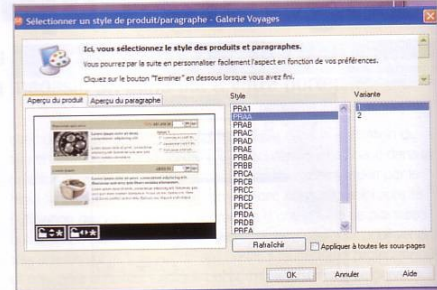 Sélectionner un style de produit/paragraphe - Galerie Voyages
Ici, vous sélectionnez le style des produits et paragraphes.
Vous pourrez par la suite en personnaliser facilement l'aspect en fonction de vos préférences.
Cliquez sur le bouton "Terminer" en dessous lorsque vous avez fini.
Aperçu du produit
Aperçu du paragraphe
Style
Variante
PRA1
PRAA
PRAB
PRAC
PRAD
PRAE
PRBA
PRBB
PRCA
PRCB
PRCC
PRCD
PRCE
PRDA
PRDB
PREA
1
2
Rafraîchir
Appliquer à toutes les sous-pages
OK
Annuler
Aide